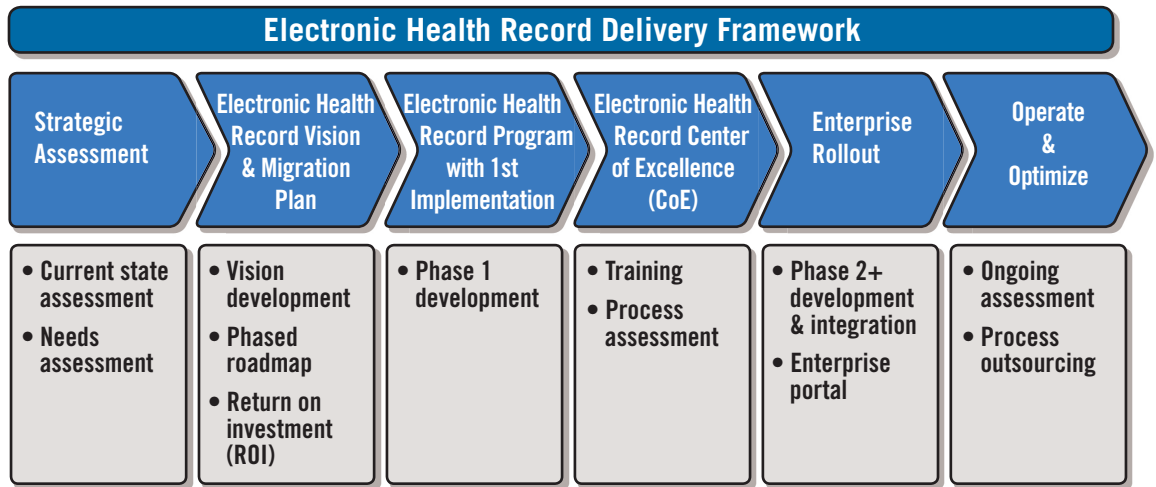 Electronic Health Record Delivery Framework
Strategic
Assessment
Electronic Health
Record Vision
& Migration
Plan
Electronic Health
Record Program
with 1st
Implementation
Electronic Health
Record Center
of Excellence
(CoE)
Enterprise
Rollout
Operate
&
Optimize
• Current state
assessment
• Needs
assessment
• Vision
development
• Phased
roadmap
• Return on
investment
(ROI)
• Phase 1
development
• Training
• Process
assessment
• Phase 2+
development
& integration
• Enterprise
portal
• Ongoing
assessment
• Process
outsourcing